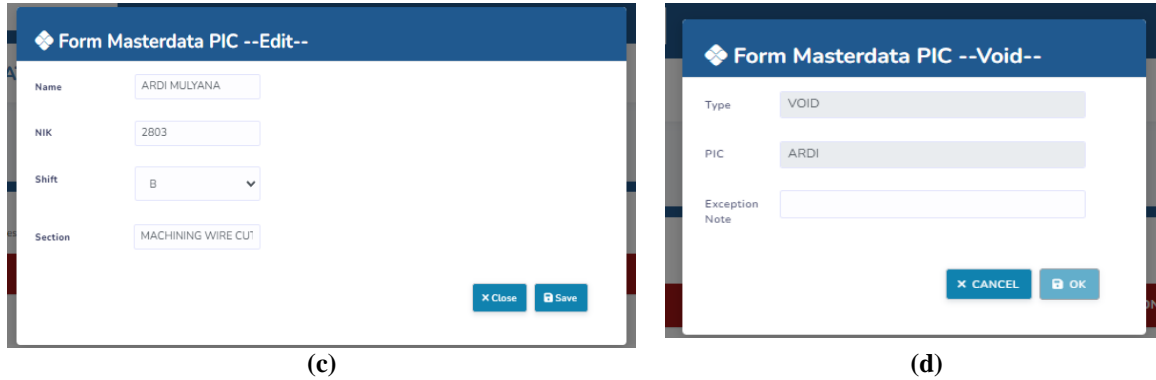 Form Masterdata PIC --Edit--
Name
ARDI MULYANA
NIK
2803
Shift
B
Section
MACHINING WIRE CUT
X Close
Save
(c)
Form Masterdata PIC --Void--
Type
VOID
PIC
ARDI
Exception
Note
X CANCEL
OK
(d)